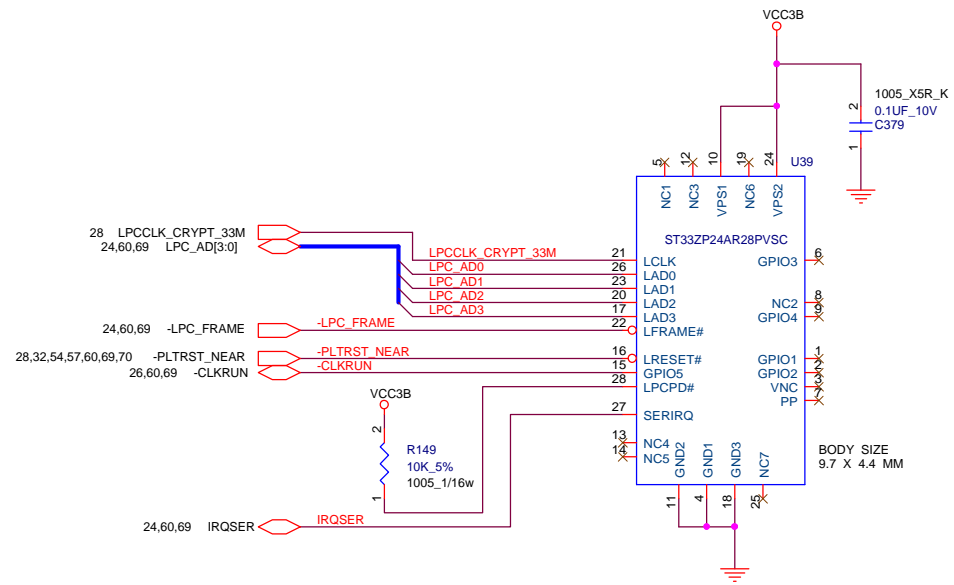 VCC3B
1005_X5R_K
0.1UF_10V
C379
2
1
5
12
10
19
24
U39
NC1
NC3
VPS1
NC6
VPS2
ST33ZP24AR28PVSC
28 LPCCLK_CRYPT_33M
24,60,69 LPC_AD[3:0]
LPCCLK_CRYPT_33M 21 LCLK
LPC_AD0 26 LAD0
LPC_AD1 23 LAD1
LPC_AD2 20 LAD2
LPC_AD3 17 LAD3
24,60,69 -LPC_FRAME -LPC_FRAME 22 LFRAME#
28,32,54,57,60,69,70 -PLTRST_NEAR -PLTRST_NEAR 16 LRESET#
26,60,69 -CLKRUN -CLKRUN 15 GPIO5
28 LPCPD#
27 SERIRQ
13 NC4
14 NC5
GPIO3 6
NC2 8
GPIO4 9
GPIO1 1
GPIO2 2
VNC 3
PP 7
VCC3B
2
R149
10K_5%
1005_1/16w
1
GND2
GND1
GND3
NC7
11
4
18
25
BODY SIZE
9.7 X 4.4 MM
24,60,69 IRQSER IRQSER